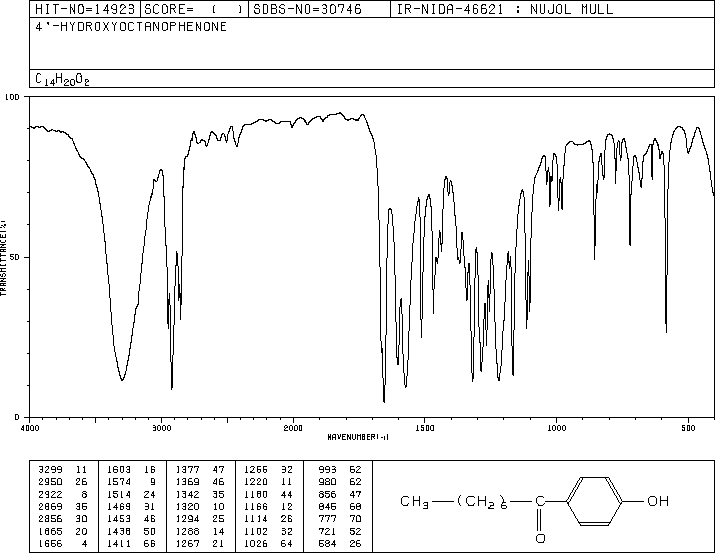 HIT-NO=14923 SCORE= ( ) SDBS-NO=30746 IR-NIDA-46621 : NUJOL MULL
4'-HYDROXYOCTANOPHENONE
C14H20O2
100
50
0
TRANSMITTANCE(%)
4000 3000 2000 1500 1000 500
WAVENUMBER(-1)
3299 11 1603 16 1377 47 1266 32 993 62
2950 26 1574 9 1369 46 1220 11 980 62
2922 8 1514 24 1342 35 1180 44 856 47
2869 35 1469 31 1320 10 1166 12 845 68
2856 30 1453 46 1294 25 1114 26 777 70
1665 20 1438 50 1288 14 1102 32 721 52
1656 4 1411 66 1267 21 1026 64 584 26
CH3 (CH2)6 C OH
O